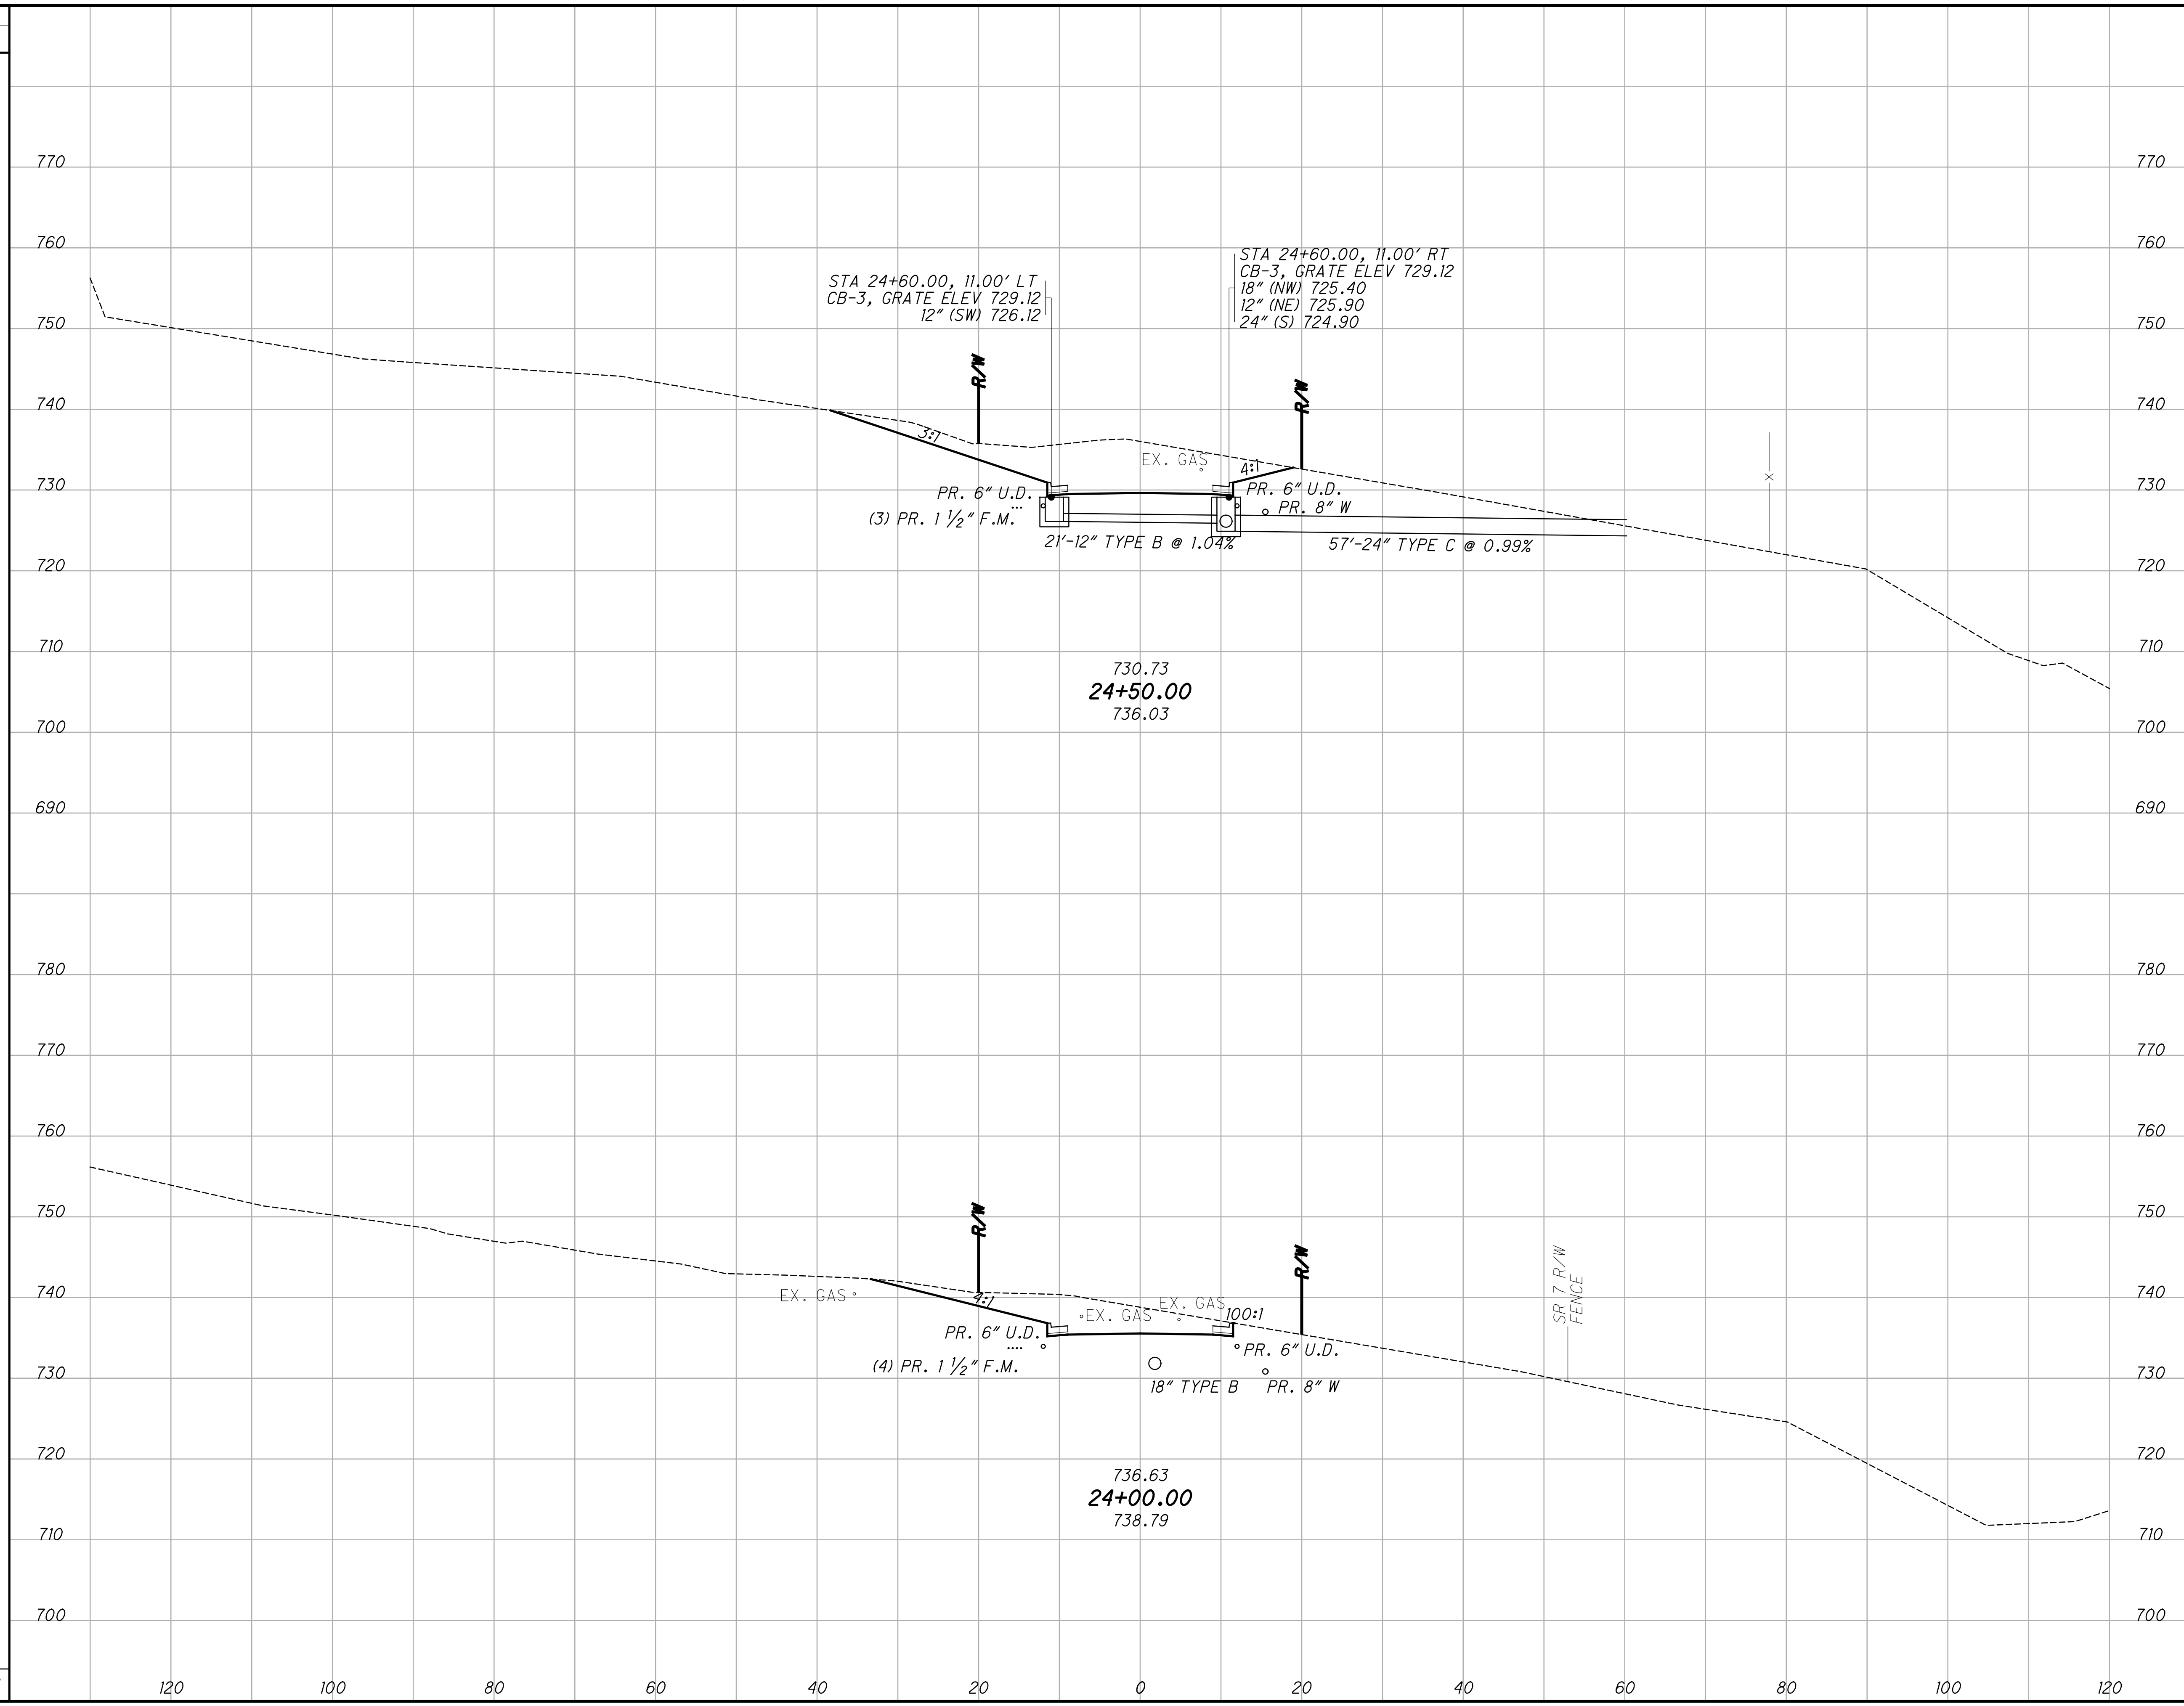 770
770
760
760
STA 24+60.00, 11.00' LT
CB-3, GRATE ELEV 729.12
12" (SW) 726.12
STA 24+60.00, 11.00' RT
CB-3, GRATE ELEV 729.12
18" (NW) 725.40
12" (NE) 725.90
24" (S) 724.90
750
750
R/W
R/W
740
740
3:1
EX. GAS
4:1
X
730
730
PR. 6" U.D.
PR. 6" U.D.
(3) PR. 1 1/2" F.M.
PR. 8" W
21'-12" TYPE B @ 1.04%
57'-24" TYPE C @ 0.99%
720
720
710
710
730.73
24+50.00
736.03
700
700
690
690
780
780
770
770
760
760
750
750
R/W
R/W
SR 7 R/W
FENCE
740
740
EX. GAS
4:1
EX. GAS
EX. GAS
100:1
PR. 6" U.D.
PR. 6" U.D.
(4) PR. 1 1/2" F.M.
730
730
18" TYPE B
PR. 8" W
720
720
736.63
24+00.00
738.79
710
710
700
700
120 100 80 60 40 20 0 20 40 60 80 100 120